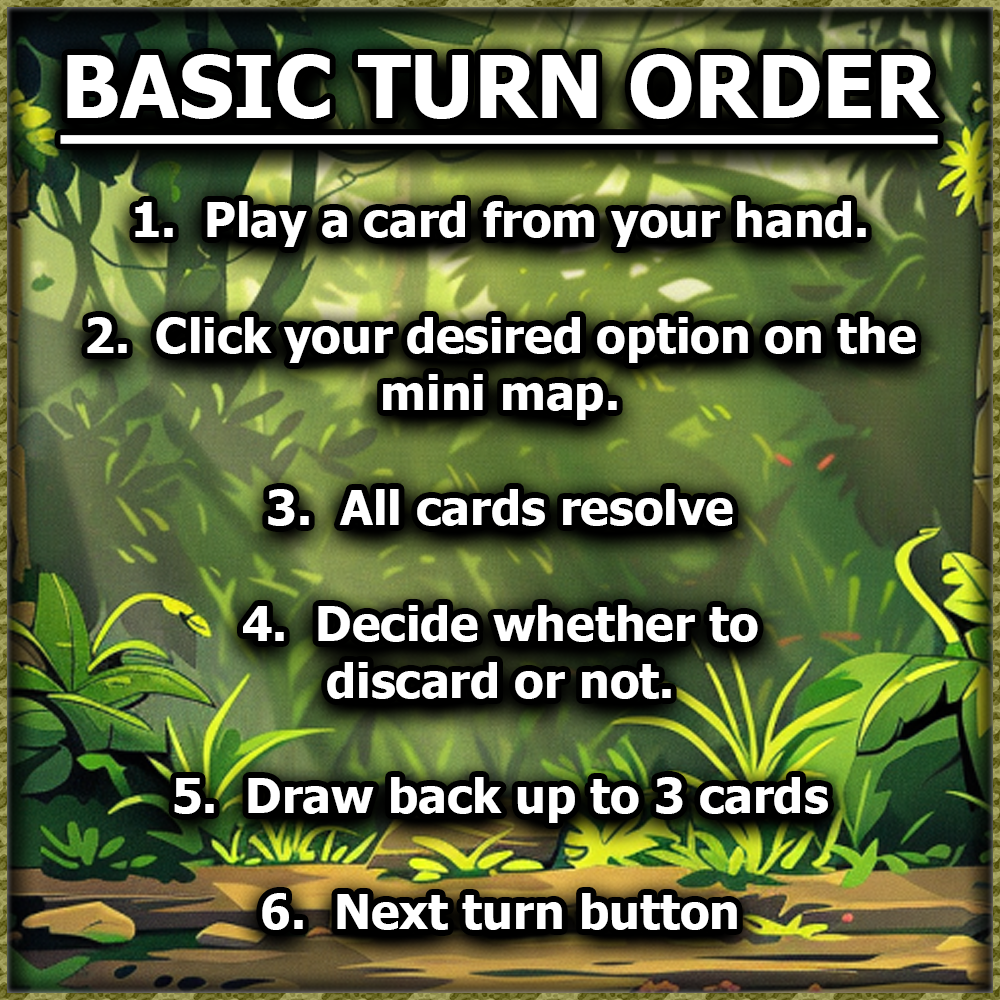 BASIC TURN ORDER
1. Play a card from your hand.
2. Click your desired option on the
mini map.
3. All cards resolve
4. Decide whether to
discard or not.
5. Draw back up to 3 cards
6. Next turn button